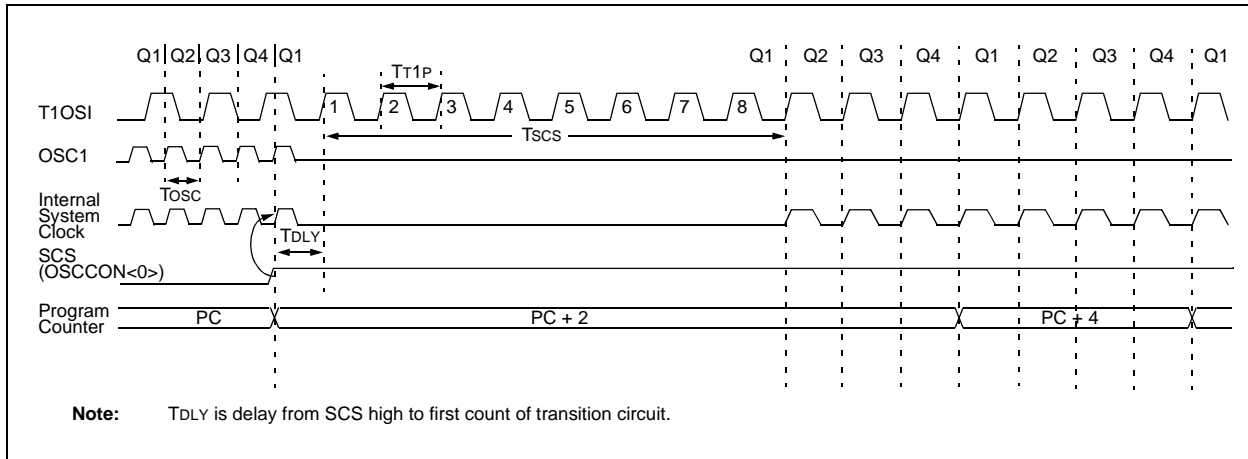 Q1 Q2 Q3 Q4 Q1 Q1 Q2 Q3 Q4 Q1 Q2 Q3 Q4 Q1
TT1P
T1OSI 1 2 3 4 5 6 7 8
TSCS
OSC1
TOSC
Internal
System
Clock
TDLY
SCS
(OSCCON<0>)
Program
Counter
PC PC + 2 PC + 4
Note: TDLY is delay from SCS high to first count of transition circuit.